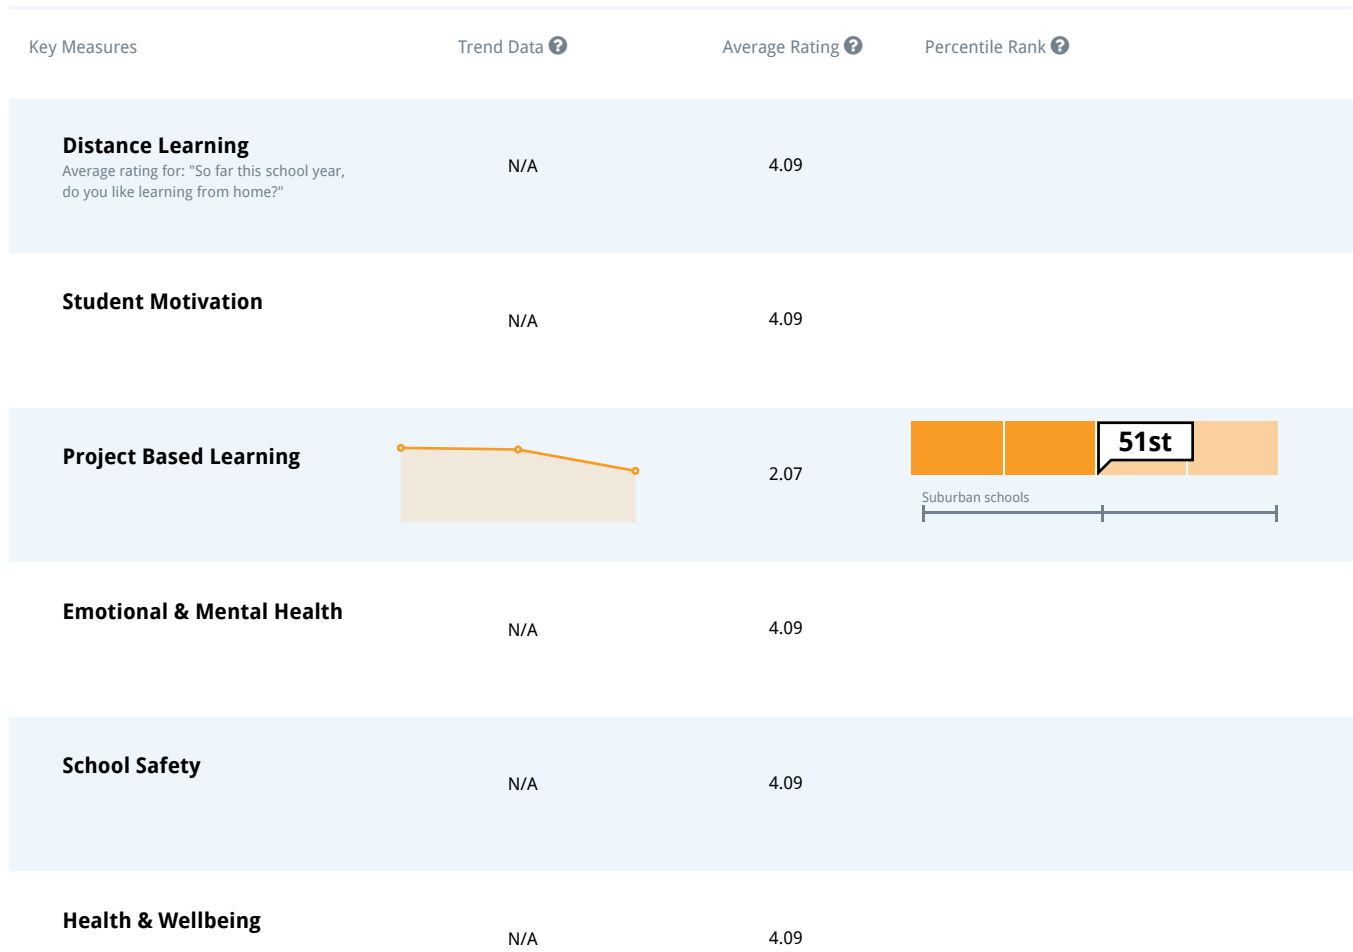 Key Measures Trend Data ? Average Rating ? Percentile Rank ?
Distance Learning
Average rating for: "So far this school year,
do you like learning from home?"
N/A
4.09
Student Motivation
N/A
4.09
Project Based Learning
2.07
51st
Suburban schools
Emotional & Mental Health
N/A
4.09
School Safety
N/A
4.09
Health & Wellbeing
N/A
4.09